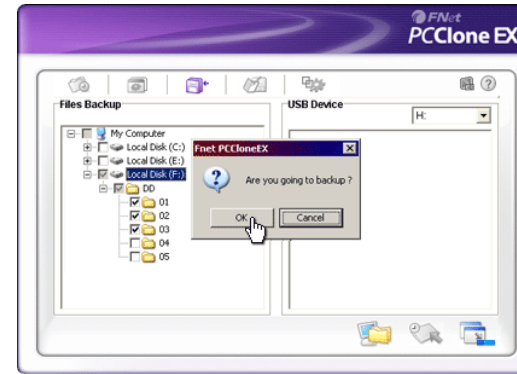 FNet
PCClone EX
Files Backup
USB Device
H:
My Computer
Local Disk (C:)
Local Disk (E:)
Local Disk (F:)
DD
01
02
03
04
05
Fnet PCCloneEX
Are you going to backup ?
OK
Cancel